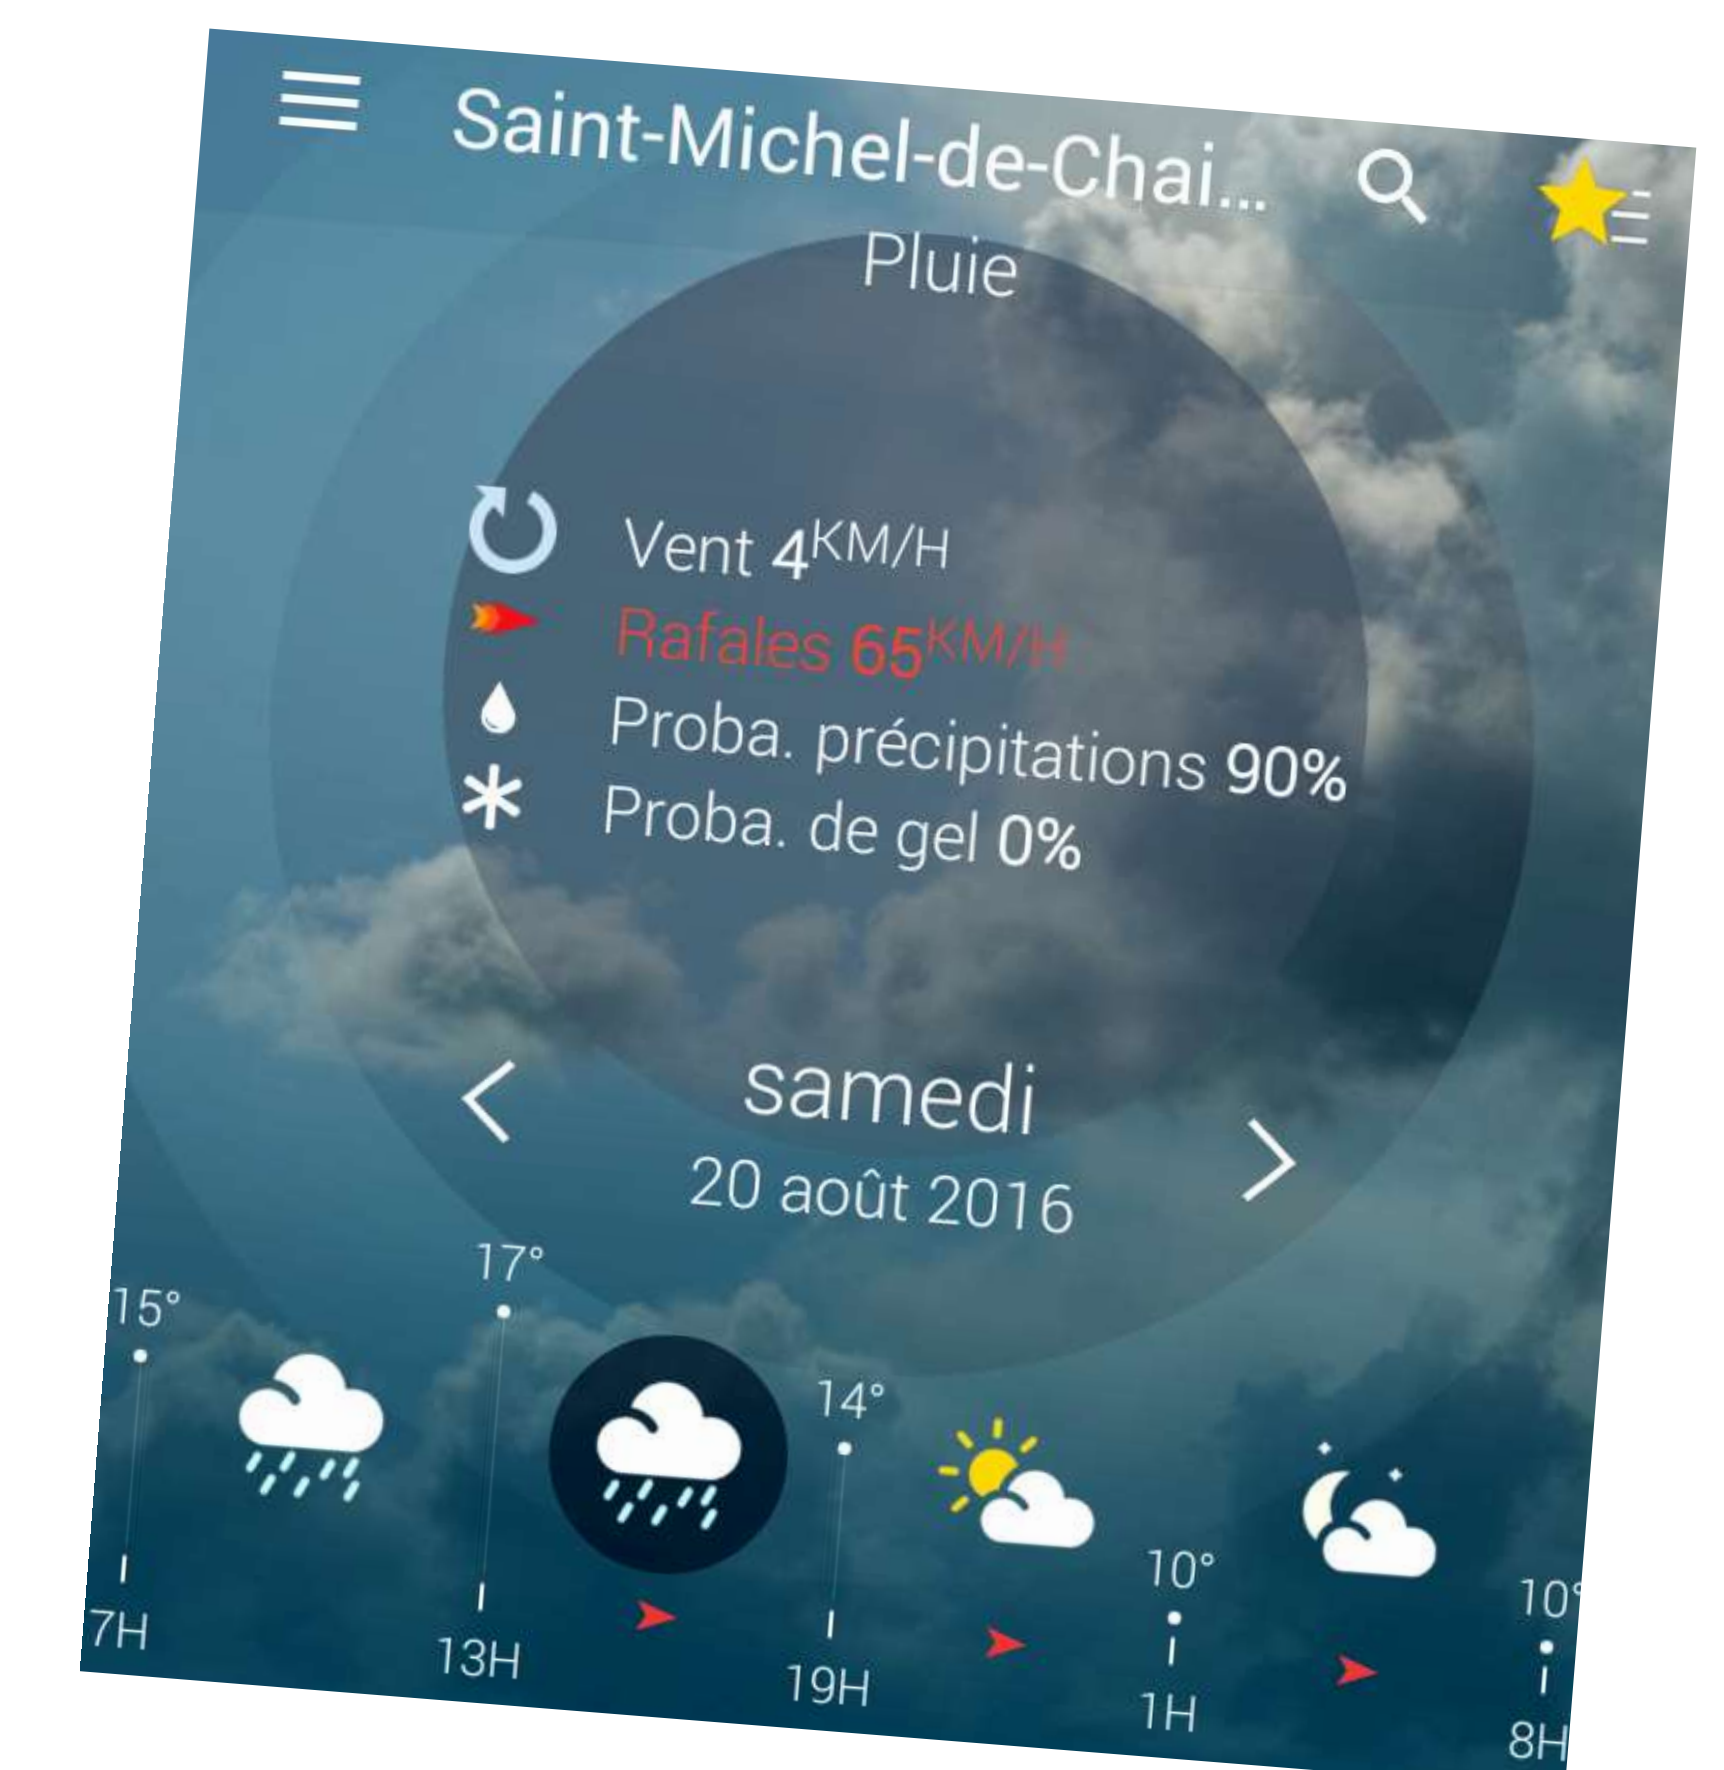 Saint-Michel-de-Chai...
Pluie
Vent 4KM/H
Rafales 65KM/H
Proba. précipitations 90%
Proba. de gel 0%
samedi
20 août 2016
15° 17° 14° 10° 10°
7H 13H 19H 1H 8H